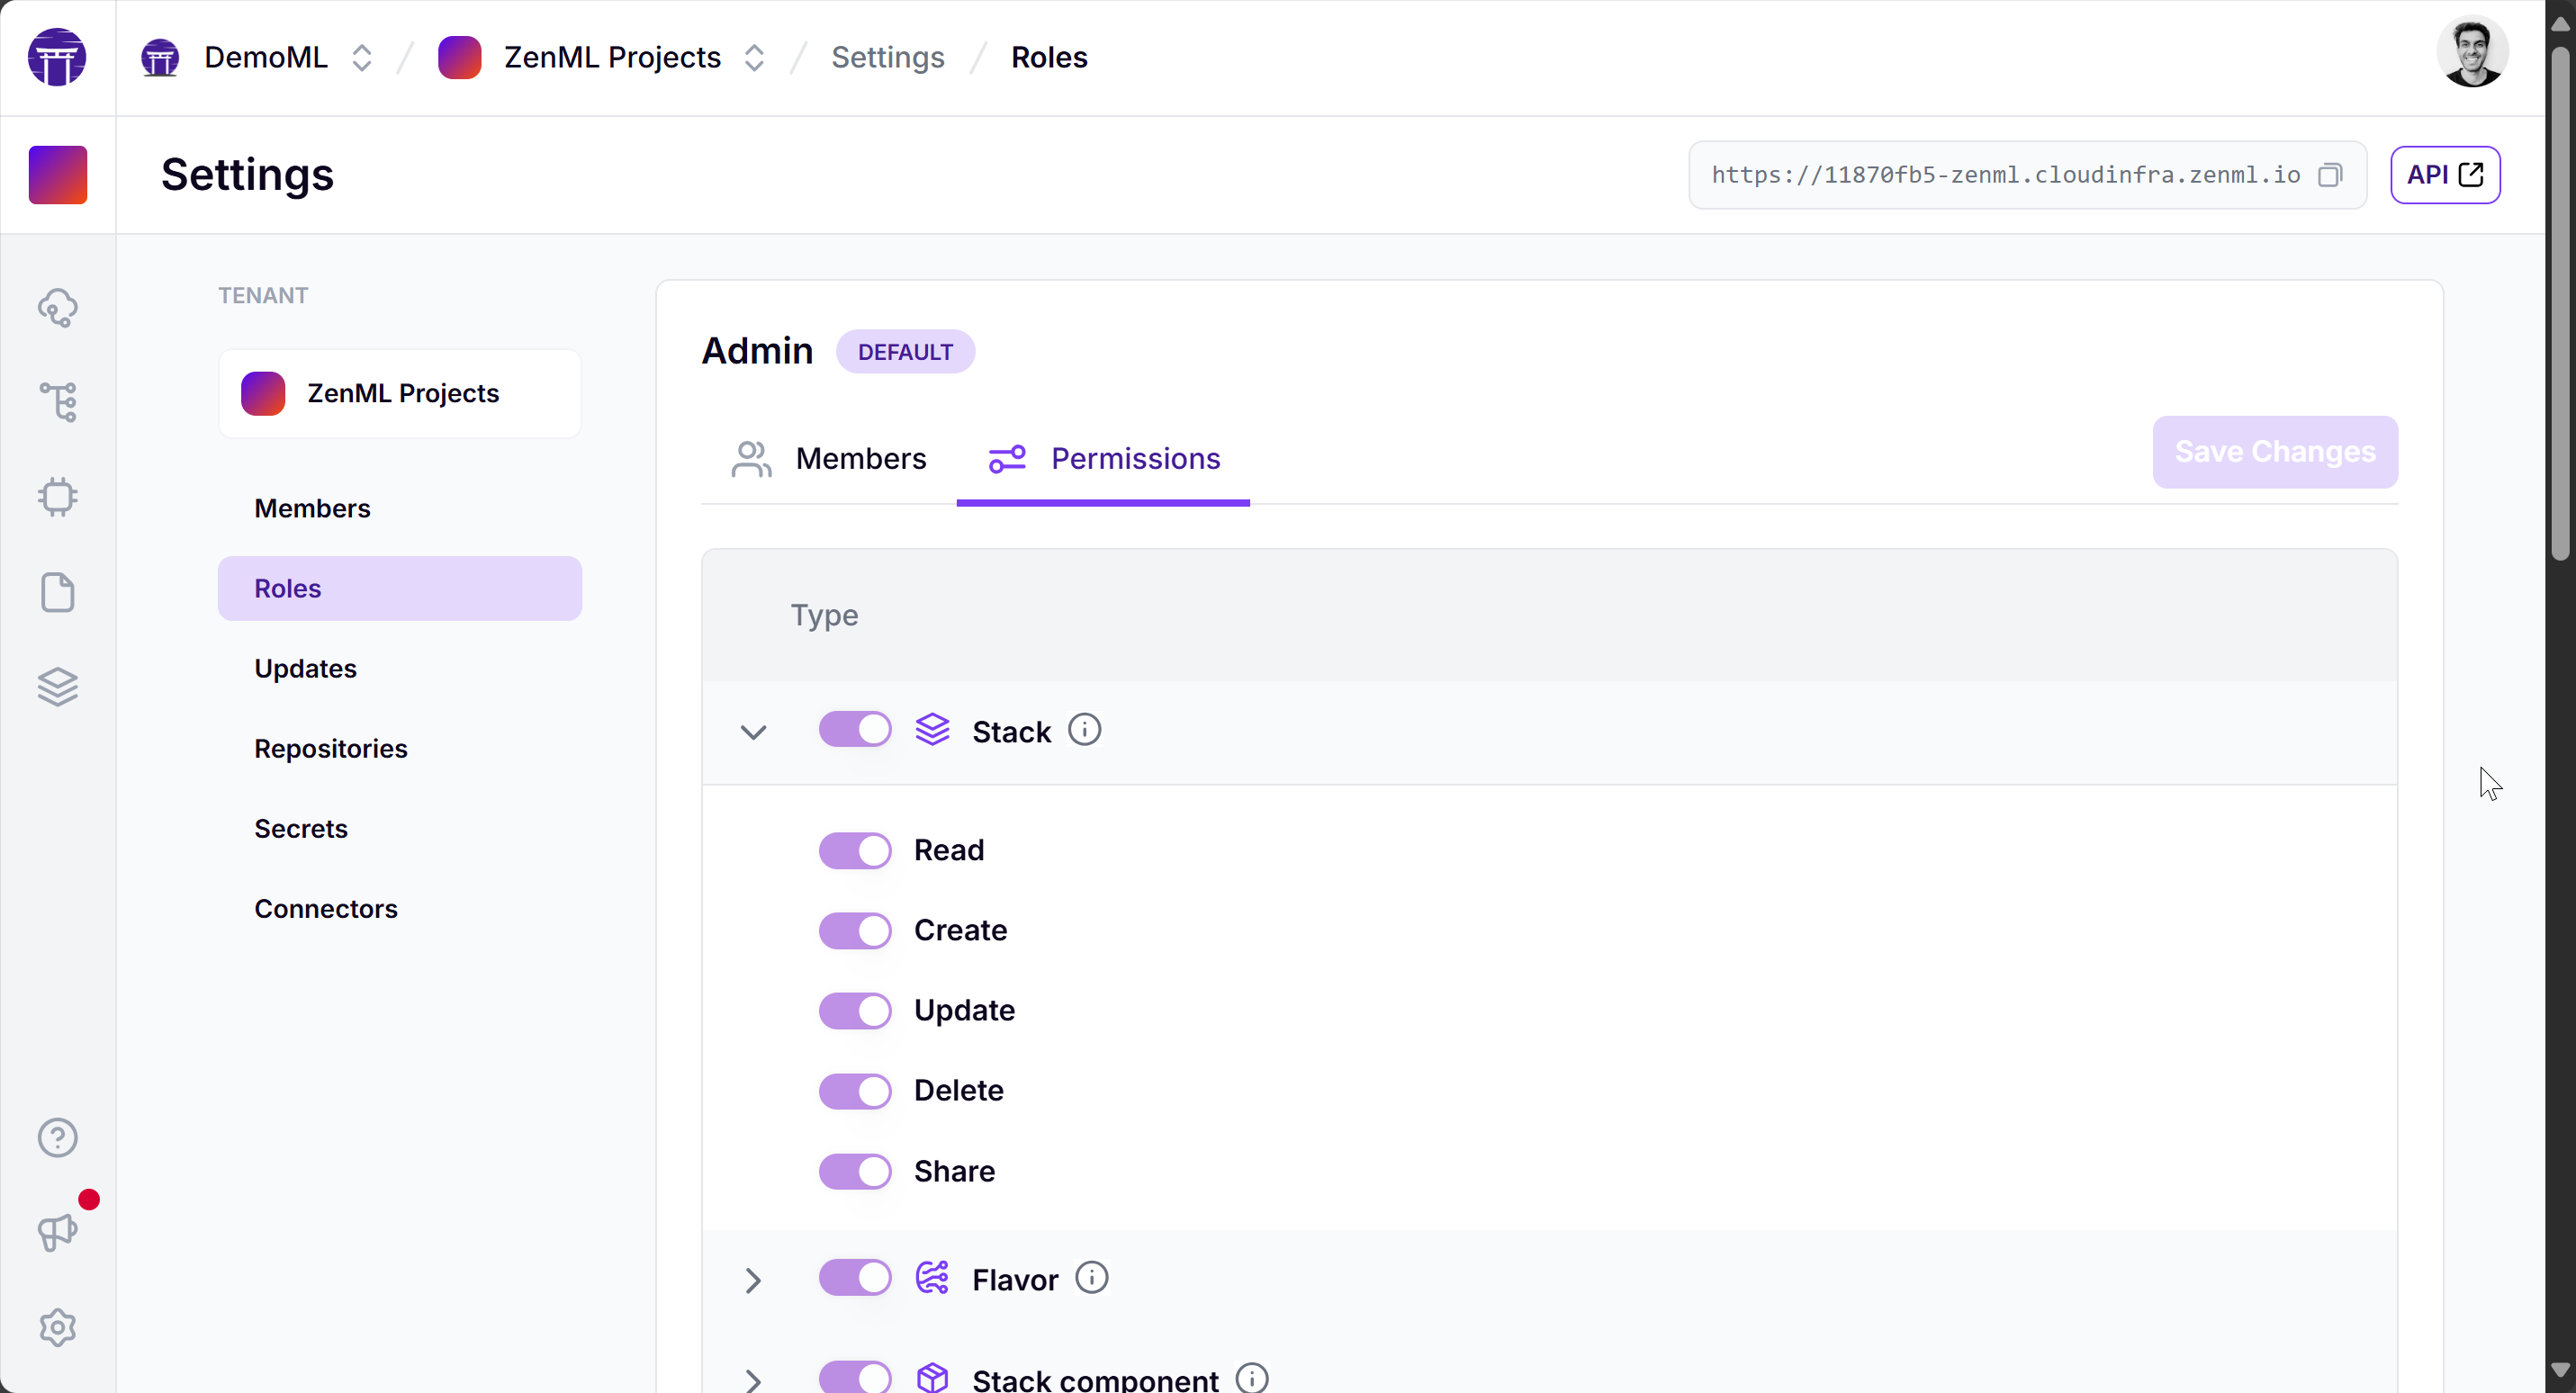 DemoML / ZenML Projects / Settings / Roles
Settings
https://11870fb5-zenml.cloudinfra.zenml.io
API
TENANT
ZenML Projects
Members
Roles
Updates
Repositories
Secrets
Connectors
Admin DEFAULT
Members
Permissions
Save Changes
Type
Stack
Read
Create
Update
Delete
Share
Flavor
Stack component